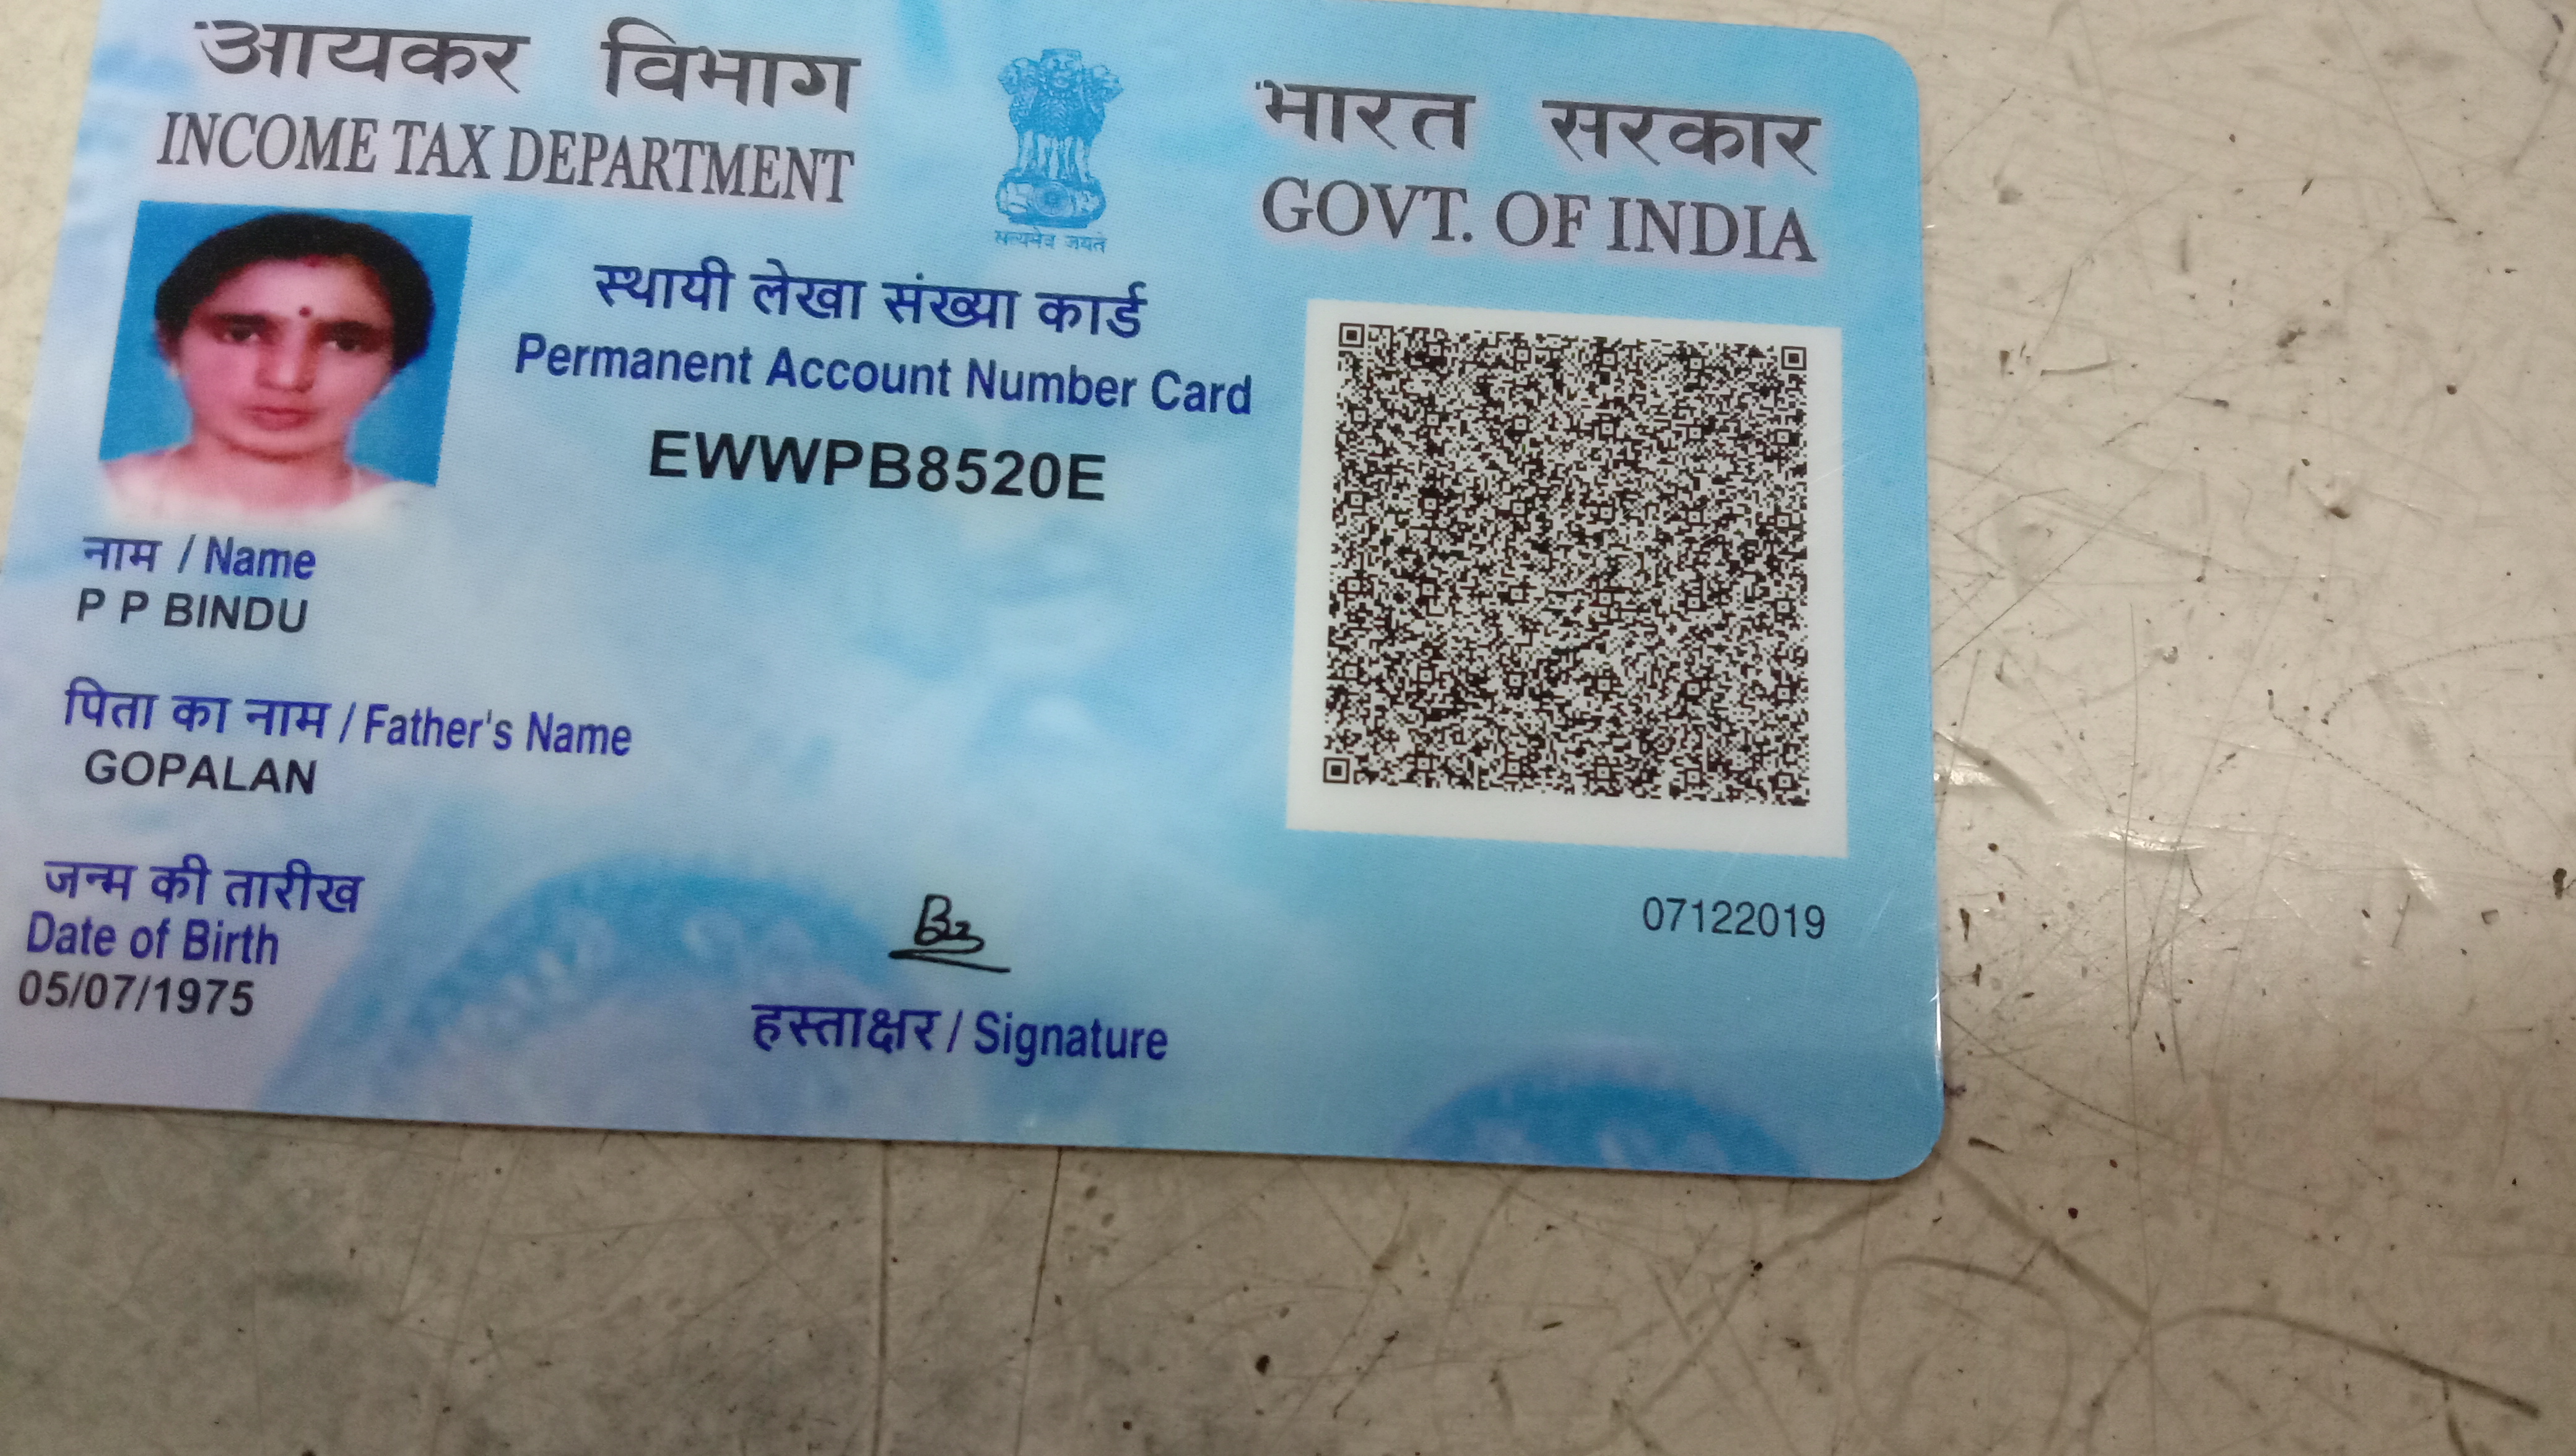 आयकर विभाग
INCOME TAX DEPARTMENT
सत्यमेव जयते
भारत सरकार
GOVT. OF INDIA
स्थायी लेखा संख्या कार्ड
Permanent Account Number Card
EWWPB8520E
नाम / Name
P P BINDU
पिता का नाम / Father's Name
GOPALAN
जन्म की तारीख
Date of Birth
05/07/1975
हस्ताक्षर / Signature
07122019